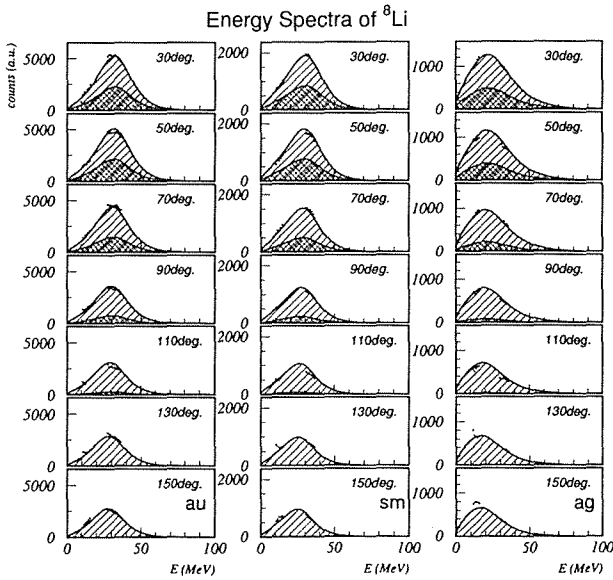 Energy Spectra of ⁸Li
counts (a.u.)
5000 30deg. 2000 30deg. 1000 30deg.
0 0 0
5000 50deg. 2000 50deg. 1000 50deg.
0 0 0
5000 70deg. 2000 70deg. 1000 70deg.
0 0 0
5000 90deg. 2000 90deg. 1000 90deg.
0 0 0
5000 110deg. 2000 110deg. 1000 110deg.
0 0 0
5000 130deg. 2000 130deg. 1000 130deg.
0 0 0
5000 150deg. 2000 150deg. 1000 150deg.
au sm ag
0 0 0
0 50 100 0 50 100 0 50 100
E (MeV) E (MeV) E (MeV)